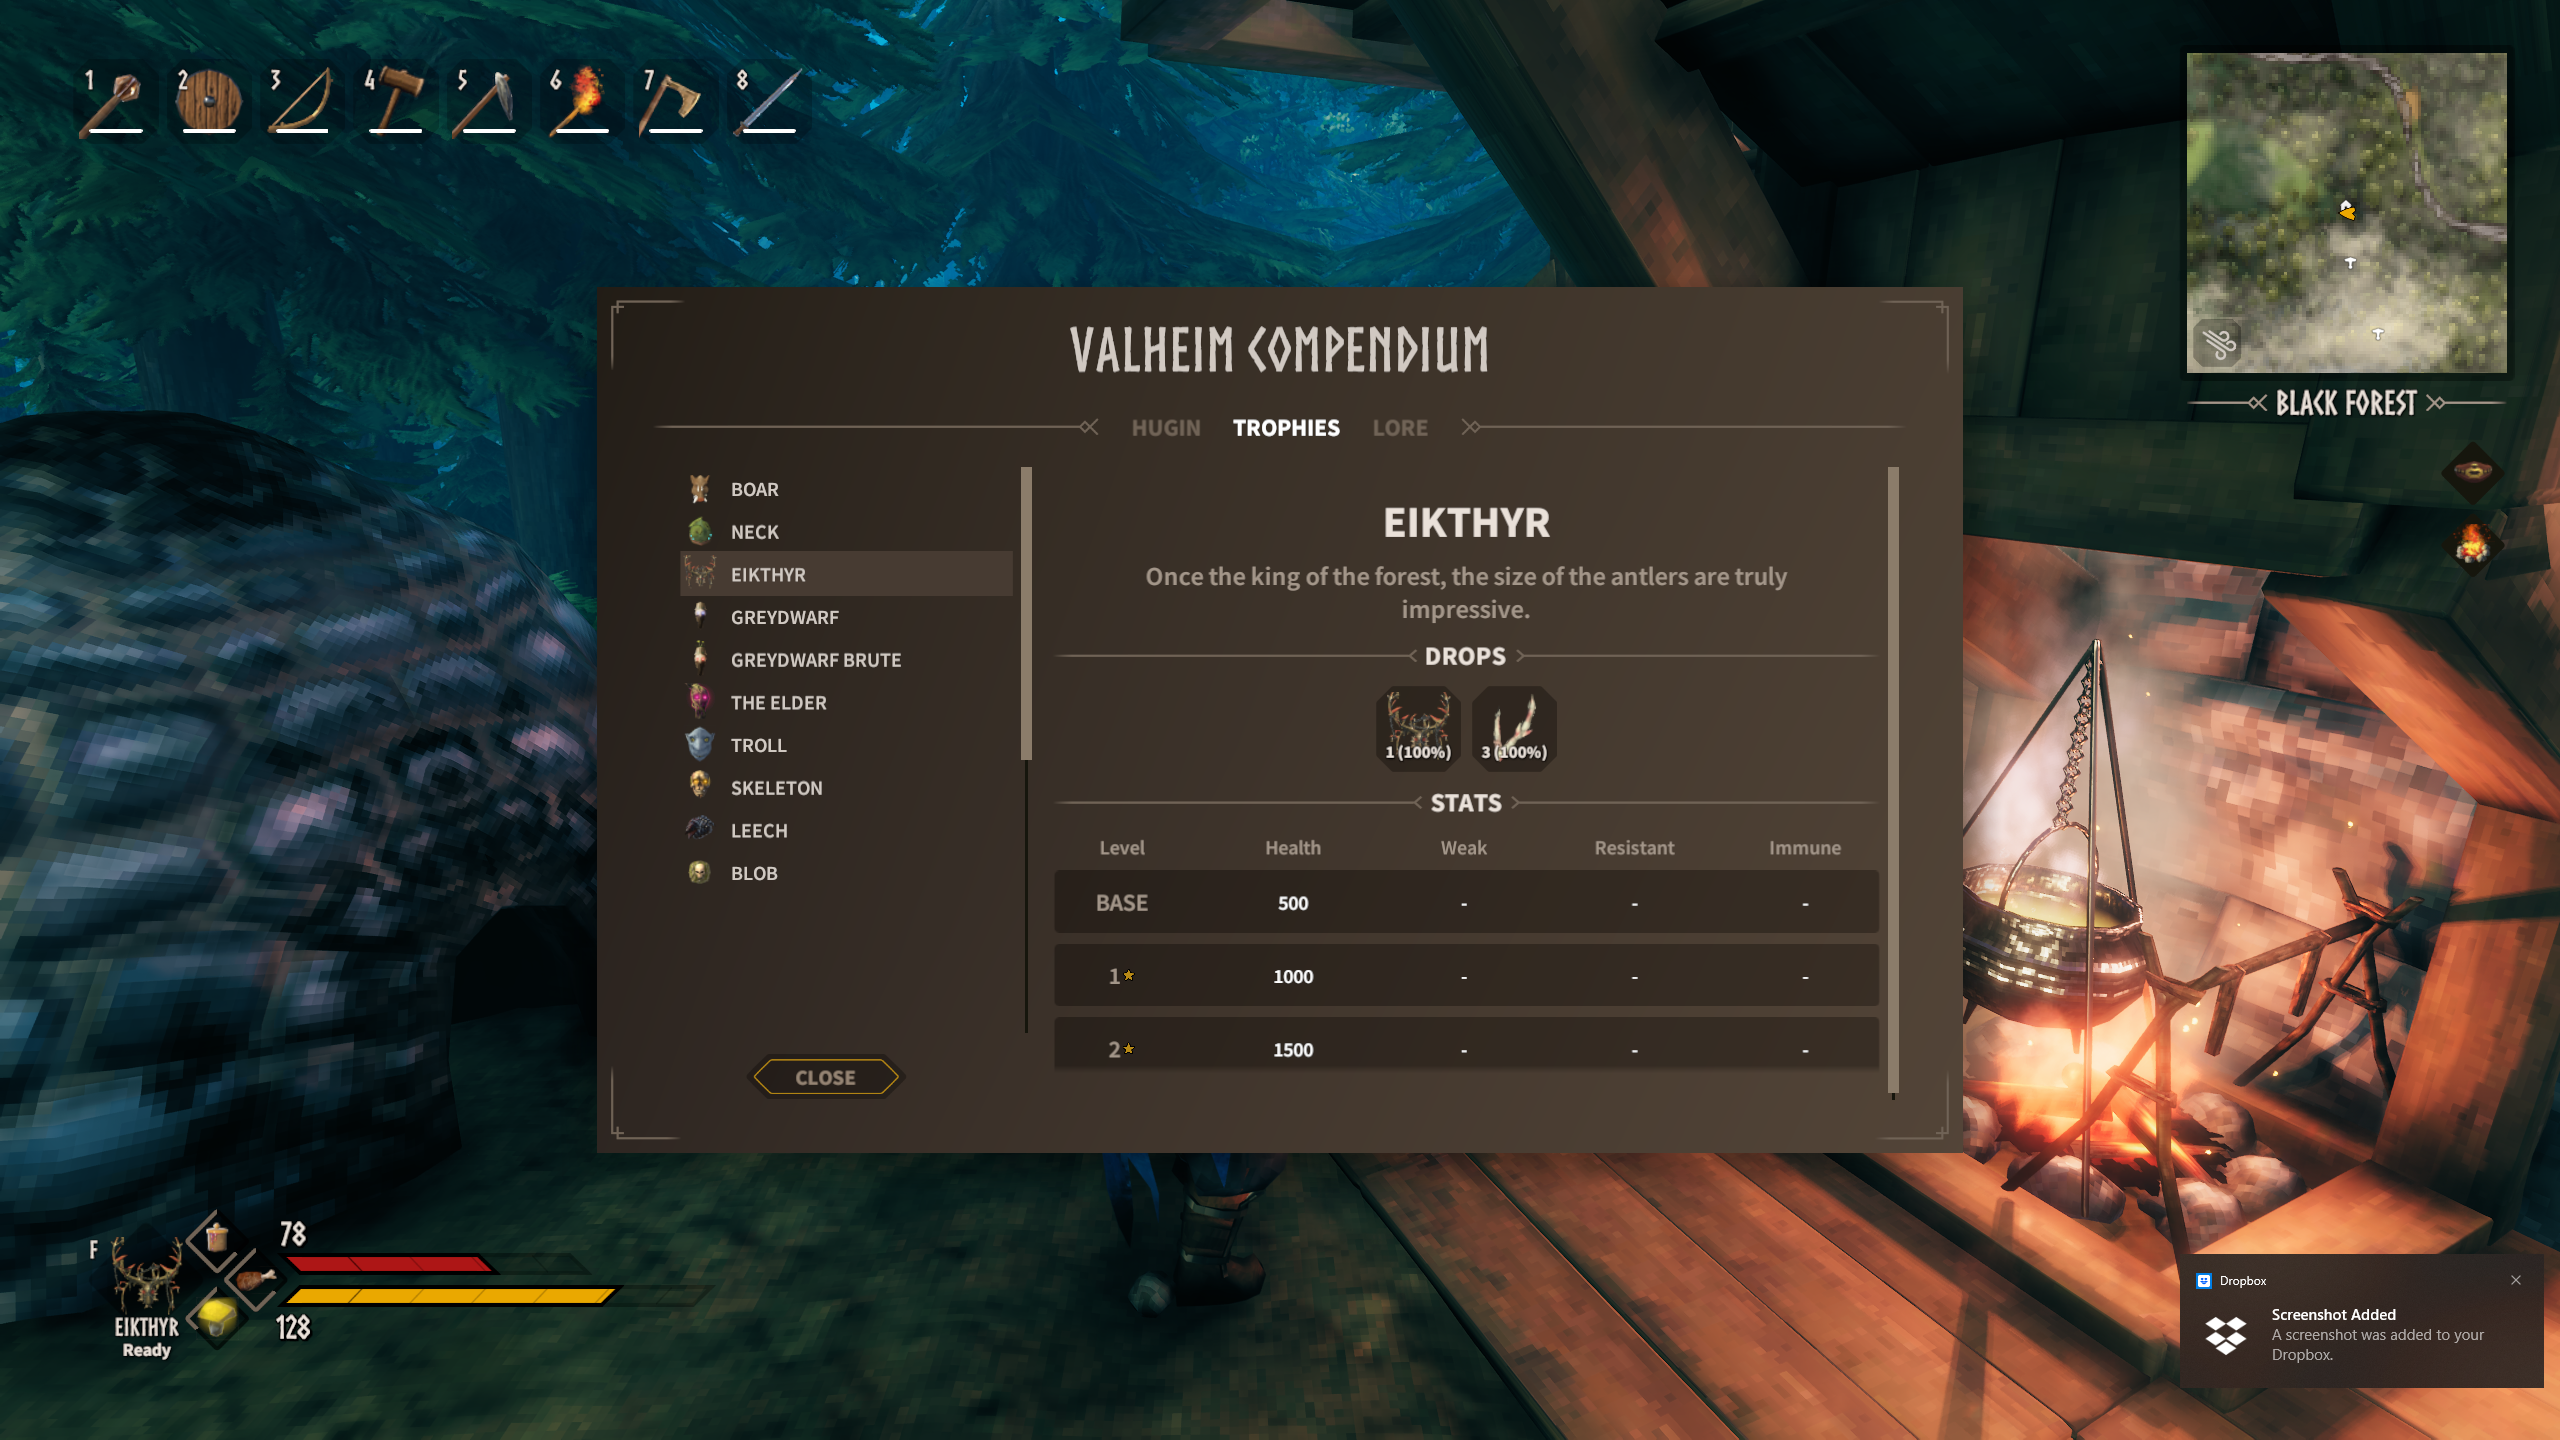 1 2 3 4 5 6 7 8
BLACK FOREST
VALHEIM COMPENDIUM
HUGIN TROPHIES LORE
BOAR
NECK
EIKTHYR
GREYDWARF
GREYDWARF BRUTE
THE ELDER
TROLL
SKELETON
LEECH
BLOB
CLOSE
EIKTHYR
Once the king of the forest, the size of the antlers are truly
impressive.
DROPS
1 (100%) 3 (100%)
STATS
Level Health Weak Resistant Immune
BASE 500 - - -
1★ 1000 - - -
2★ 1500 - - -
F
78
128
EIKTHYR
Ready
Dropbox
Screenshot Added
A screenshot was added to your
Dropbox.